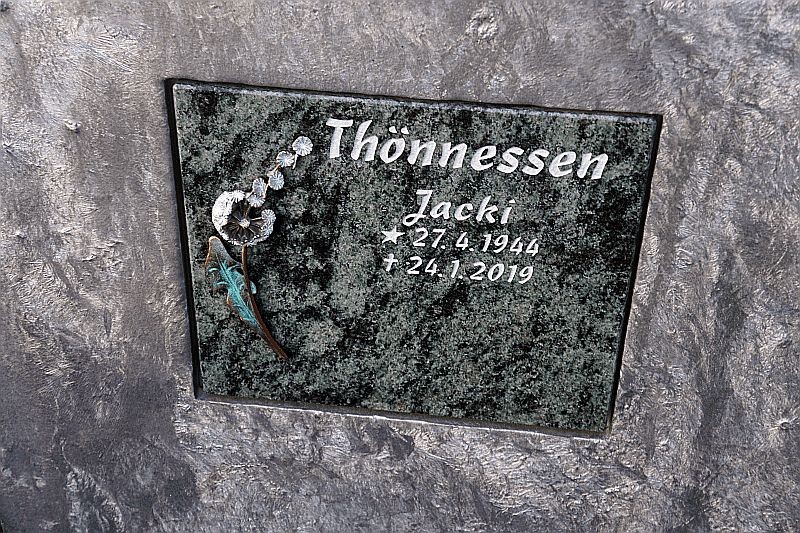 Thönnessen
Jacki
★ 27. 4. 1944
✝ 24. 1. 2019